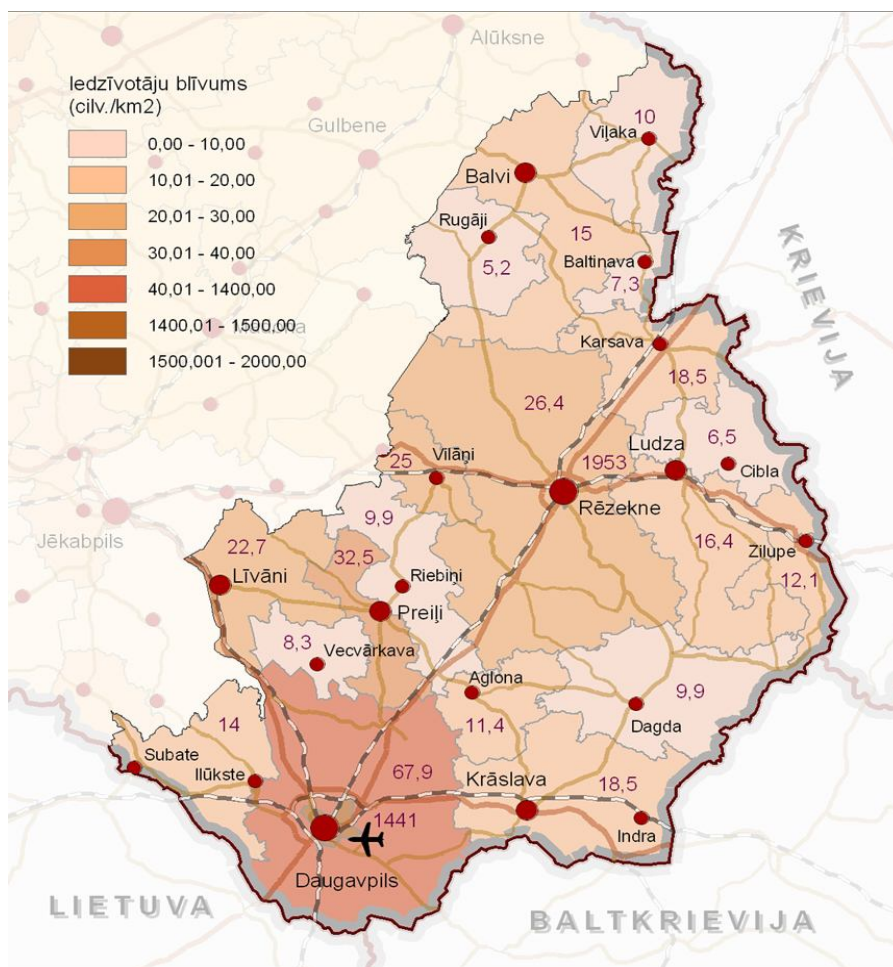 Alūksne
Iedzīvotāju blīvums
(cilv./km2)
0,00 - 10,00
10,01 - 20,00
20,01 - 30,00
30,01 - 40,00
40,01 - 1400,00
1400,01 - 1500,00
1500,001 - 2000,00
Gulbene
10
Viļaka
Balvi
Rugāji
5,2
15
Baltinava
7,3
KRIEVIJA
Karsava
18,5
26,4
Ludza
6,5
Cibla
25
Viļāni
1953
Rēzekne
Jēkabpils
9,9
22,7
32,5
Līvāni
Riebiņi
Preiļi
16,4
Zilupe
12,1
8,3
Vecvārkava
Aglona
9,9
11,4
Dagda
14
Subate
Ilūkste
67,9
Krāslava
18,5
1441
Indra
Daugavpils
LIETUVA
BALTKRIEVIJA